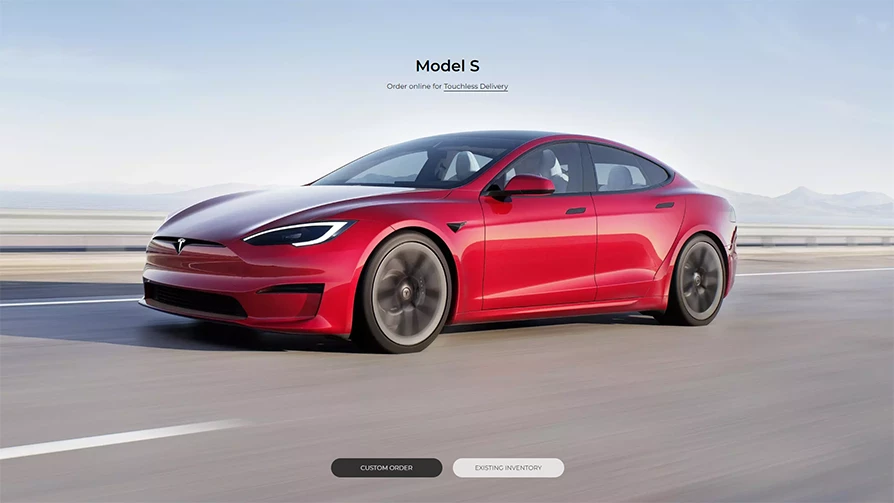 Model S
Order online for Touchless Delivery
CUSTOM ORDER
EXISTING INVENTORY